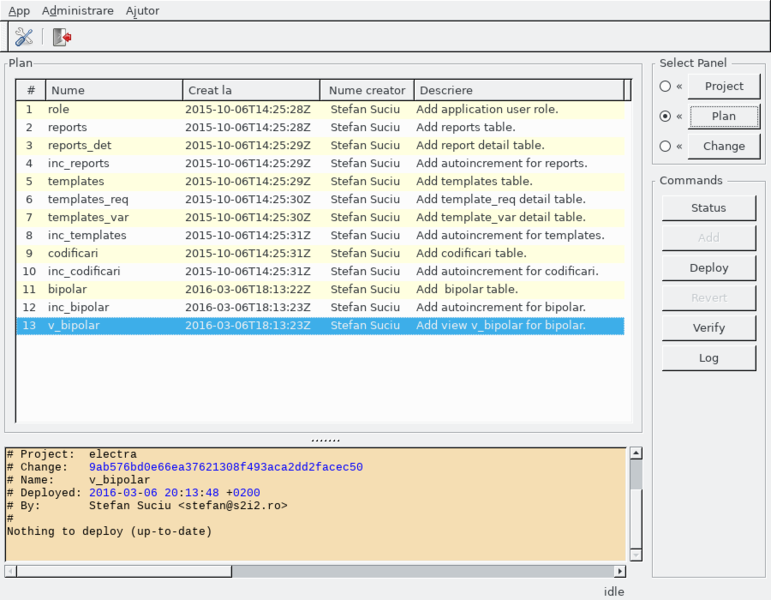 App Administrare Ajutor
Plan
# Nume Creat la Nume creator Descriere
1 role 2015-10-06T14:25:28Z Stefan Suciu Add application user role.
2 reports 2015-10-06T14:25:28Z Stefan Suciu Add reports table.
3 reports_det 2015-10-06T14:25:29Z Stefan Suciu Add report detail table.
4 inc_reports 2015-10-06T14:25:29Z Stefan Suciu Add autoincrement for reports.
5 templates 2015-10-06T14:25:29Z Stefan Suciu Add templates table.
6 templates_req 2015-10-06T14:25:30Z Stefan Suciu Add template_req detail table.
7 templates_var 2015-10-06T14:25:30Z Stefan Suciu Add template_var detail table.
8 inc_templates 2015-10-06T14:25:31Z Stefan Suciu Add autoincrement for templates.
9 codificari 2015-10-06T14:25:31Z Stefan Suciu Add codificari table.
10 inc_codificari 2015-10-06T14:25:31Z Stefan Suciu Add autoincrement for codificari.
11 bipolar 2016-03-06T18:13:22Z Stefan Suciu Add  bipolar table.
12 inc_bipolar 2016-03-06T18:13:23Z Stefan Suciu Add autoincrement for bipolar.
13 v_bipolar 2016-03-06T18:13:23Z Stefan Suciu Add view v_bipolar for bipolar.
Select Panel
« Project
« Plan
« Change
Commands
Status
Add
Deploy
Revert
Verify
Log
# Project:  electra
# Change:   9ab576bd0e66ea37621308f493aca2dd2facec50
# Name:     v_bipolar
# Deployed: 2016-03-06 20:13:48 +0200
# By:       Stefan Suciu <stefan@s2i2.ro>
#
Nothing to deploy (up-to-date)
idle